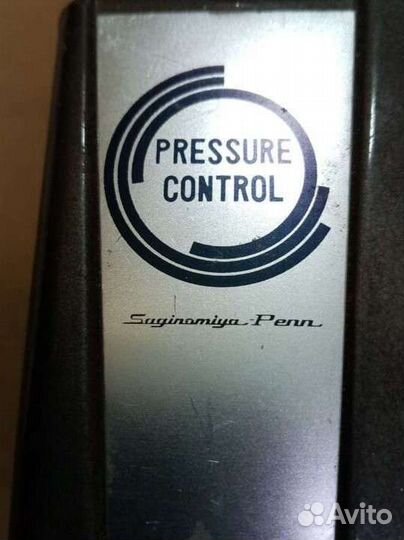 PRESSURE
CONTROL
Saginomiya-Penn
Avito